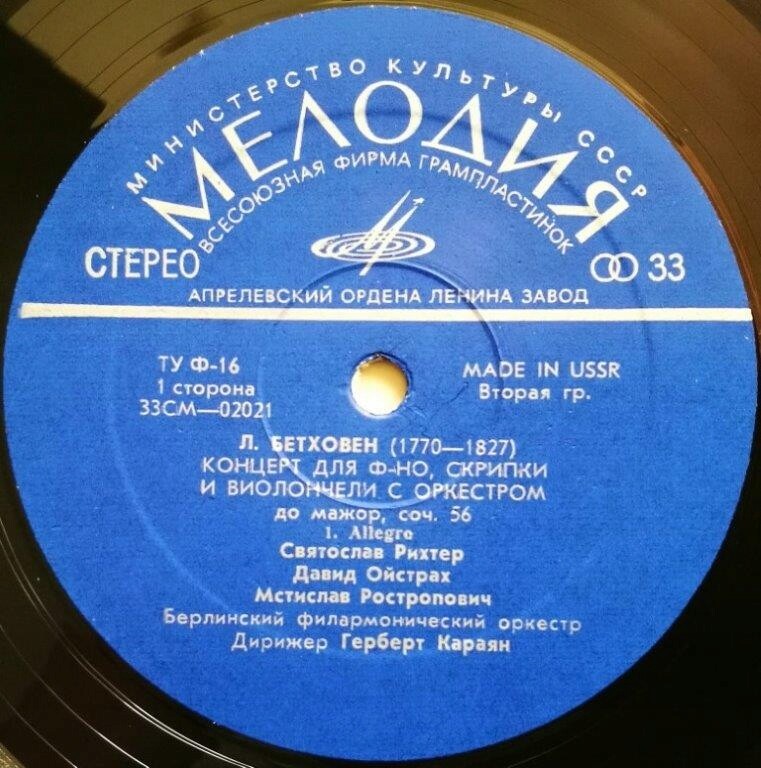 МИНИСТЕРСТВО КУЛЬТУРЫ СССР
МЕЛОДИЯ
ВСЕСОЮЗНАЯ ФИРМА ГРАМПЛАСТИНОК
СТЕРЕО
33
АПРЕЛЕВСКИЙ ОРДЕНА ЛЕНИНА ЗАВОД
ТУ Ф-16
1 сторона
33СМ—02021
MADE IN USSR
Вторая гр.
Л. БЕТХОВЕН (1770—1827)
КОНЦЕРТ ДЛЯ Ф-НО, СКРИПКИ
И ВИОЛОНЧЕЛИ С ОРКЕСТРОМ
до мажор, соч. 56
1. Allegro
Святослав Рихтер
Давид Ойстрах
Мстислав Ростропович
Берлинский филармонический оркестр
Дирижер Герберт Караян